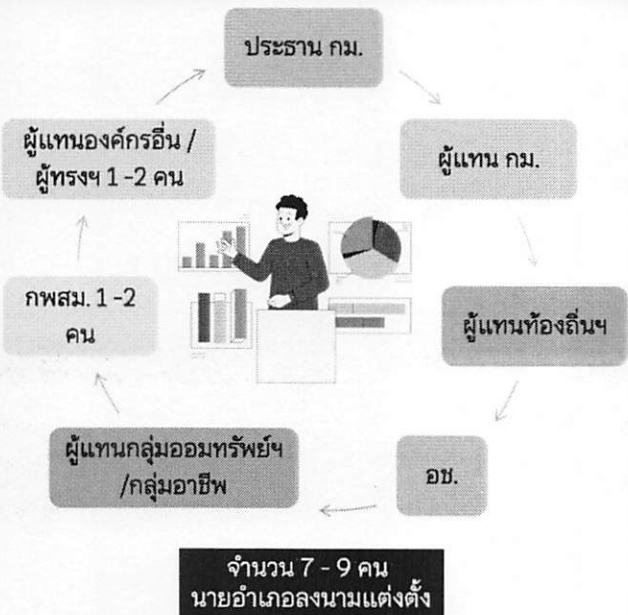 ประธาน กม.
ผู้แทน กม.
ผู้แทนท้องถิ่นฯ
อช.
ผู้แทนกลุ่มออมทรัพย์ฯ
/กลุ่มอาชีพ
กพสม. 1 -2
คน
ผู้แทนองค์กรอื่น /
ผู้ทรงฯ 1 -2 คน
จำนวน 7 - 9 คน
นายอำเภอลงนามแต่งตั้ง